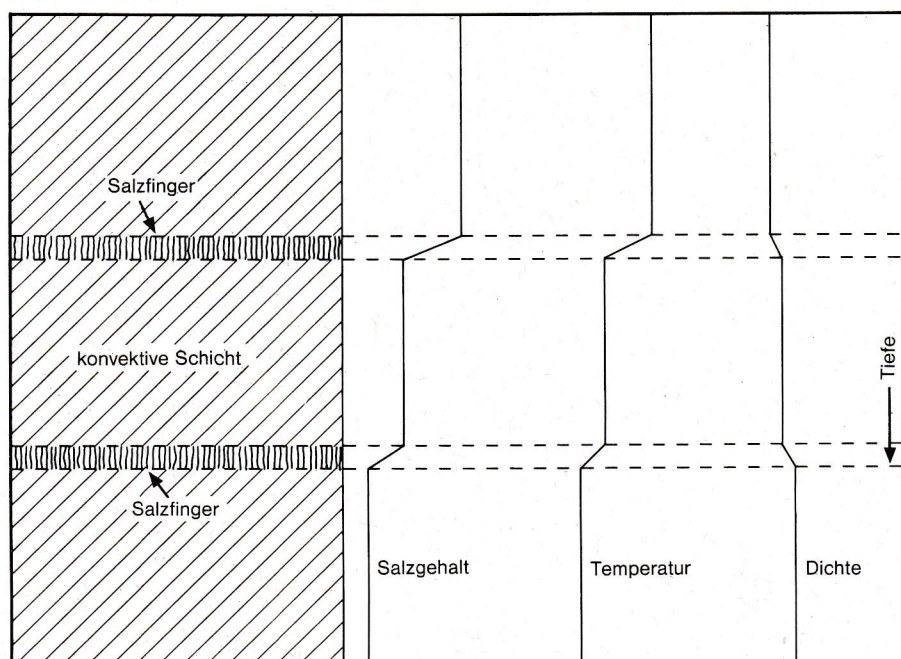 Salzfinger
konvektive Schicht
Salzfinger
Salzgehalt
Temperatur
Dichte
Tiefe